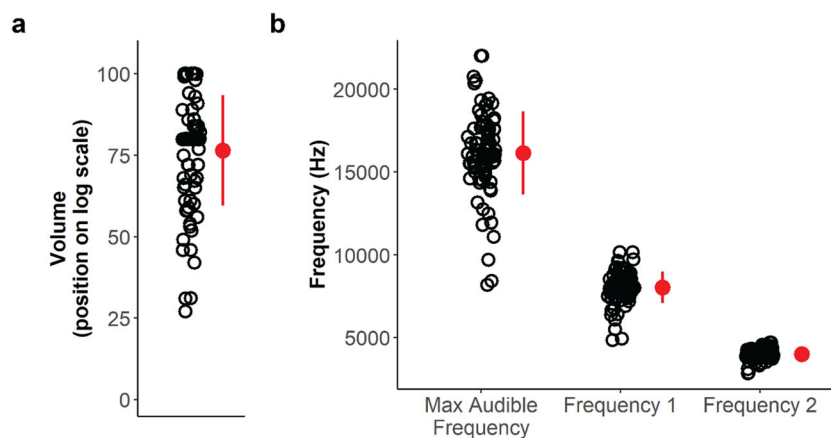 a
Volume
(position on log scale)
100
75
50
25
0
b
Frequency (Hz)
20000
15000
10000
5000
Max Audible
Frequency
Frequency 1
Frequency 2